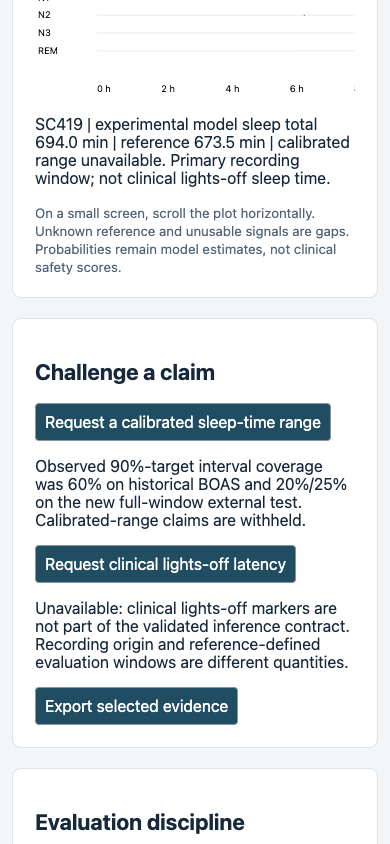 N2
N3
REM
0 h 2 h 4 h 6 h
SC419 | experimental model sleep total
694.0 min | reference 673.5 min | calibrated
range unavailable. Primary recording
window; not clinical lights-off sleep time.
On a small screen, scroll the plot horizontally.
Unknown reference and unusable signals are gaps.
Probabilities remain model estimates, not clinical
safety scores.
Challenge a claim
Request a calibrated sleep-time range
Observed 90%-target interval coverage
was 60% on historical BOAS and 20%/25%
on the new full-window external test.
Calibrated-range claims are withheld.
Request clinical lights-off latency
Unavailable: clinical lights-off markers are
not part of the validated inference contract.
Recording origin and reference-defined
evaluation windows are different quantities.
Export selected evidence
Evaluation discipline